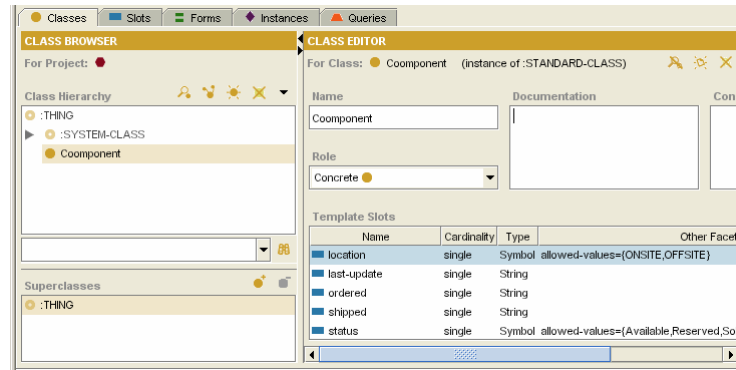 Classes Slots Forms Instances Queries
CLASS BROWSER
For Project:
Class Hierarchy
:THING
:SYSTEM-CLASS
Coomponent
Superclasses
:THING
CLASS EDITOR
For Class: Coomponent (instance of :STANDARD-CLASS)
Name Documentation Con
Coomponent
Role
Concrete
Template Slots
Name Cardinality Type Other Facet
location single Symbol allowed-values={ONSITE,OFFSITE}
last-update single String
ordered single String
shipped single String
status single Symbol allowed-values={Available,Reserved,So